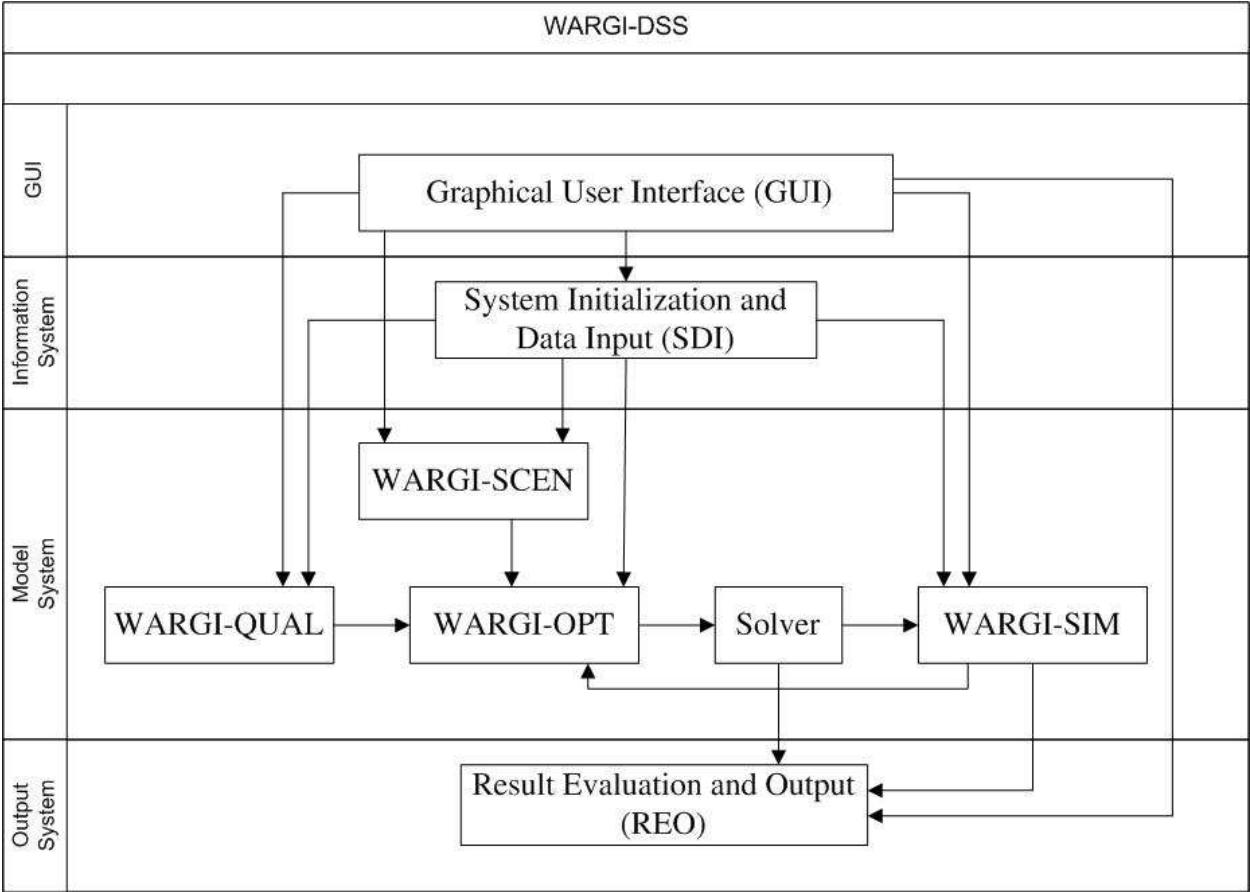 WARGI-DSS
GUI
Graphical User Interface (GUI)
Information
System
System Initialization and
Data Input (SDI)
Model
System
WARGI-SCEN
WARGI-QUAL
WARGI-OPT
Solver
WARGI-SIM
Output
System
Result Evaluation and Output
(REO)